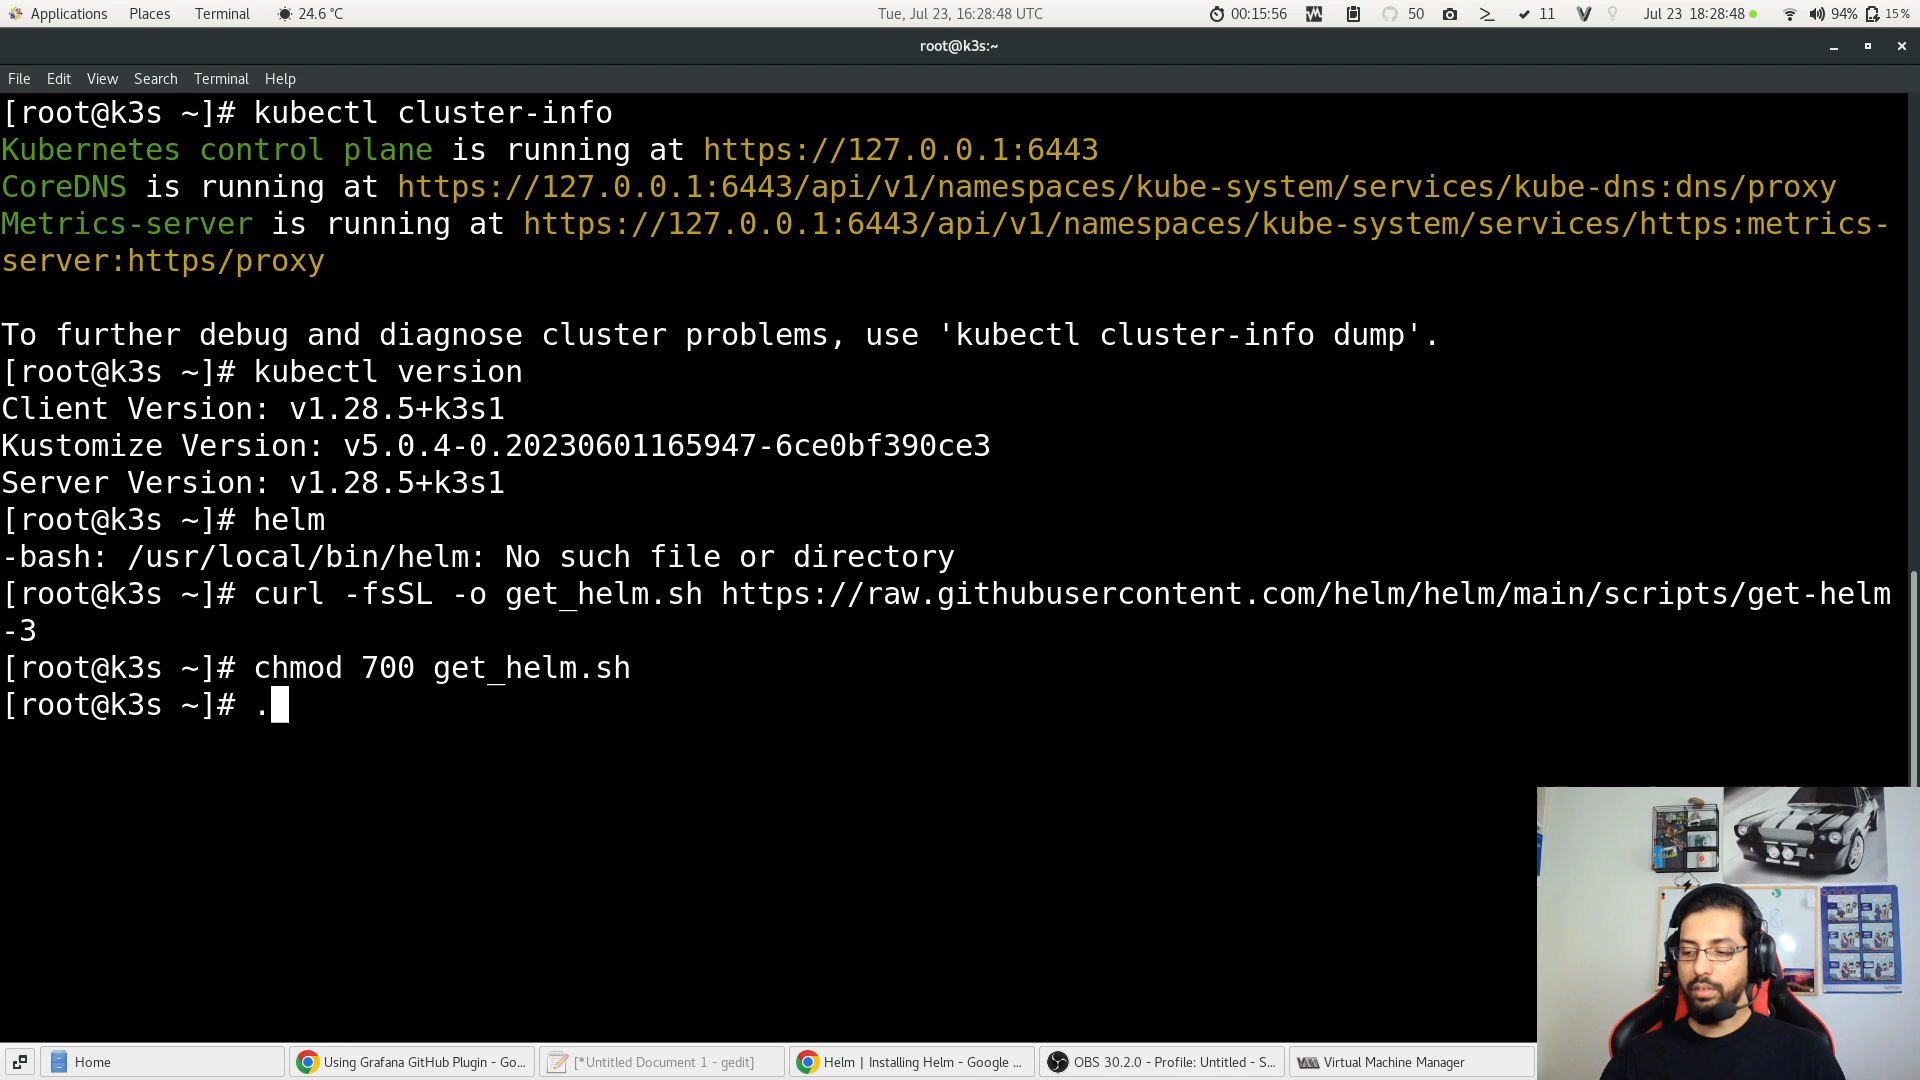 Applications Places Terminal 24.6 °C Tue, Jul 23, 16:28:48 UTC 00:15:56 50 11 Jul 23 18:28:48 94% 15%
root@k3s:~
File Edit View Search Terminal Help
[root@k3s ~]# kubectl cluster-info
Kubernetes control plane is running at https://127.0.0.1:6443
CoreDNS is running at https://127.0.0.1:6443/api/v1/namespaces/kube-system/services/kube-dns:dns/proxy
Metrics-server is running at https://127.0.0.1:6443/api/v1/namespaces/kube-system/services/https:metrics-
server:https/proxy
To further debug and diagnose cluster problems, use 'kubectl cluster-info dump'.
[root@k3s ~]# kubectl version
Client Version: v1.28.5+k3s1
Kustomize Version: v5.0.4-0.20230601165947-6ce0bf390ce3
Server Version: v1.28.5+k3s1
[root@k3s ~]# helm
-bash: /usr/local/bin/helm: No such file or directory
[root@k3s ~]# curl -fsSL -o get_helm.sh https://raw.githubusercontent.com/helm/helm/main/scripts/get-helm
-3
[root@k3s ~]# chmod 700 get_helm.sh
[root@k3s ~]# .
Home Using Grafana GitHub Plugin - Go... [*Untitled Document 1 - gedit] Helm | Installing Helm - Google ... OBS 30.2.0 - Profile: Untitled - S... Virtual Machine Manager